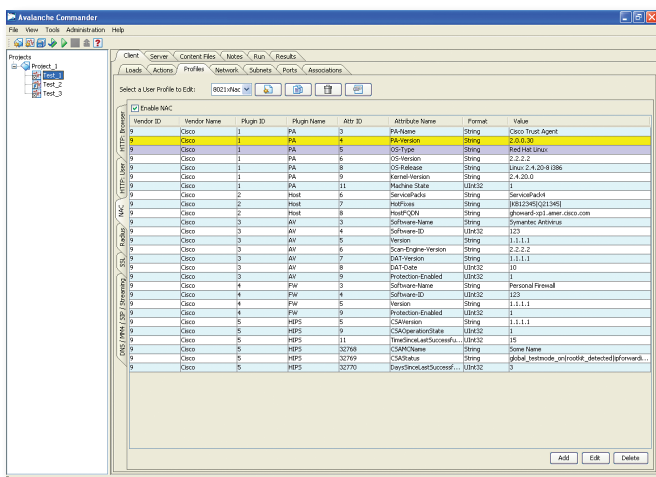 Avalanche Commander
File View Tools Administration Help
Projects
Project_1
Test_1
Test_2
Test_3
Client Server Content Files Notes Run Results
Loads Actions Profiles Network Subnets Ports Associations
Select a User Profile to Edit: 8021xNac
Enable NAC
HTTP: Browser
HTTP: User
NAC
Radius
SSL
Streaming
DNS / MM4 / SIP /
Vendor ID Vendor Name Plugin ID Plugin Name Attr ID Attribute Name Format Value
9 Cisco 1 PA 3 PA-Name String Cisco Trust Agent
9 Cisco 1 PA 4 PA-Version String 2.0.0.30
9 Cisco 1 PA 5 OS-Type String Red Hat Linux
9 Cisco 1 PA 6 OS-Version String 2.2.2.2
9 Cisco 1 PA 8 OS-Release String Linux 2.4.20-8 i386
9 Cisco 1 PA 9 Kernel-Version String 2.4.20.0
9 Cisco 1 PA 11 Machine State UInt32 1
9 Cisco 2 Host 6 ServicePacks String ServicePack4
9 Cisco 2 Host 7 HotFixes String |KB12345|Q21345|
9 Cisco 2 Host 8 HostFQDN String ghoward-xp1.amer.cisco.com
9 Cisco 3 AV 3 Software-Name String Symantec Antivirus
9 Cisco 3 AV 4 Software-ID UInt32 123
9 Cisco 3 AV 5 Version String 1.1.1.1
9 Cisco 3 AV 6 Scan-Engine-Version String 2.2.2.2
9 Cisco 3 AV 7 DAT-Version String 1.1.1.1
9 Cisco 3 AV 8 DAT-Date String 10
9 Cisco 3 AV 9 Protection-Enabled UInt32 1
9 Cisco 4 FW 3 Software-Name String Personal Firewall
9 Cisco 4 FW 4 Software-ID UInt32 123
9 Cisco 4 FW 5 Version String 1.1.1.1
9 Cisco 4 FW 9 Protection-Enabled UInt32 1
9 Cisco 5 HIPS 5 CSAVersion String 1.1.1.1
9 Cisco 5 HIPS 9 CSAOperationState UInt32 1
9 Cisco 5 HIPS 11 TimeSinceLastSuccessfu... UInt32 15
9 Cisco 5 HIPS 32768 CSAMCName String Some Name
9 Cisco 5 HIPS 32769 CSAStatus String global_testmode_on|rootkit_detected|ipforwardi...
9 Cisco 5 HIPS 32770 DaysSinceLastSuccessf... UInt32 3
Add Edit Delete